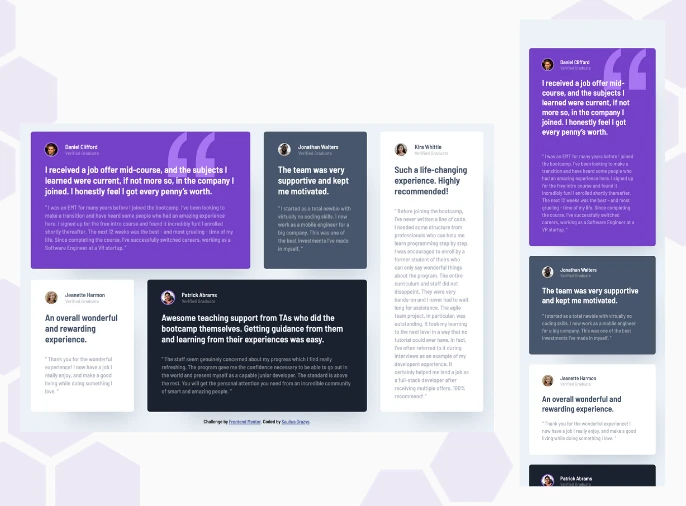 Daniel Clifford
Verified Graduate
I received a job offer mid-course, and the subjects I
learned were current, if not more so, in the company I
joined. I honestly feel I got every penny's worth.
" I was an EMT for many years before I joined the bootcamp. I've been looking to
make a transition and have heard some people who had an amazing experience
here. I signed up for the free intro course and found it incredibly fun! I enrolled
shortly thereafter. The next 12 weeks was the best - and most grueling - time of my
life. Since completing the course, I've successfully switched careers, working as a
Software Engineer at a VR startup. "
Jonathan Walters
Verified Graduate
The team was very
supportive and kept
me motivated.
" I started as a total newbie with
virtually no coding skills. I now
work as a mobile engineer for a
big company. This was one of
the best investments I've made
in myself. "
Kira Whittle
Verified Graduate
Such a life-changing
experience. Highly
recommended!
" Before joining the bootcamp,
I've never written a line of code.
I needed some structure from
professionals who can help me
learn programming step by step.
I was encouraged to enroll by a
former student of theirs who
can only say wonderful things
about the program. The entire
curriculum and staff did not
disappoint. They were very
hands-on and I never had to wait
long for assistance. The agile
team project, in particular, was
outstanding. It took my learning
to the next level in a way that no
tutorial could ever have. In fact,
I've often referred to it during
interviews as an example of my
developent experience. It
certainly helped me land a job as
a full-stack developer after
receiving multiple offers. 100%
recommend! "
Jeanette Harmon
Verified Graduate
An overall wonderful
and rewarding
experience.
" Thank you for the wonderful
experience! I now have a job I
really enjoy, and make a good
living while doing something I
love. "
Patrick Abrams
Verified Graduate
Awesome teaching support from TAs who did the
bootcamp themselves. Getting guidance from them
and learning from their experiences was easy.
" The staff seem genuinely concerned about my progress which I find really
refreshing. The program gave me the confidence necessary to be able to go out in
the world and present myself as a capable junior developer. The standard is above
the rest. You will get the personal attention you need from an incredible community
of smart and amazing people. "
Challenge by Frontend Mentor. Coded by
Daniel Clifford
Verified Graduate
I received a job offer mid-
course, and the subjects I
learned were current, if not
more so, in the company I
joined. I honestly feel I got
every penny's worth.
" I was an EMT for many years before I joined
the bootcamp. I've been looking to make a
transition and have heard some people who
had an amazing experience here. I signed up
for the free intro course and found it
incredibly fun! I enrolled shortly thereafter.
The next 12 weeks was the best - and most
grueling - time of my life. Since completing
the course, I've successfully switched
careers, working as a Software Engineer at a
VR startup. "
Jonathan Walters
Verified Graduate
The team was very supportive
and kept me motivated.
" I started as a total newbie with virtually no
coding skills. I now work as a mobile engineer
for a big company. This was one of the best
investments I've made in myself. "
Jeanette Harmon
Verified Graduate
An overall wonderful and
rewarding experience.
" Thank you for the wonderful experience! I
now have a job I really enjoy, and make a good
living while doing something I love. "
Patrick Abrams
Verified Graduate